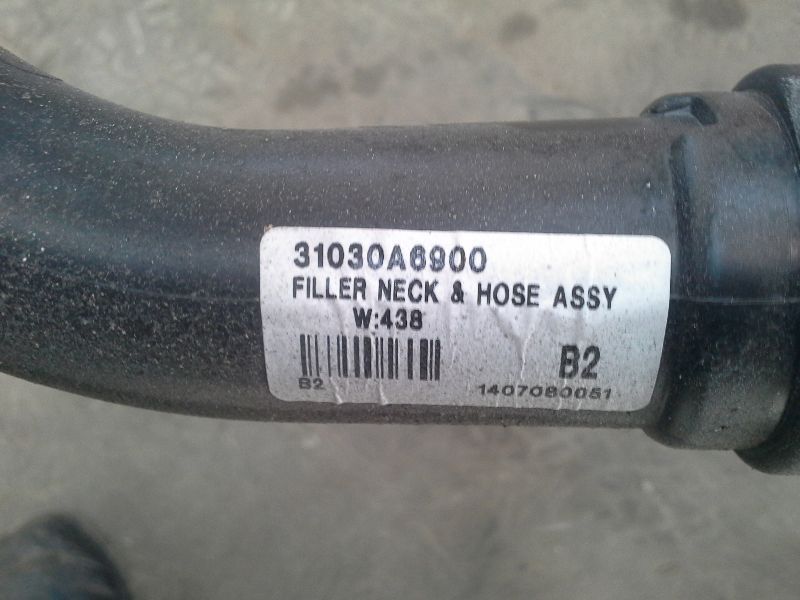 31030A6900
FILLER NECK & HOSE ASSY
W:438
B2
B2
1407080051